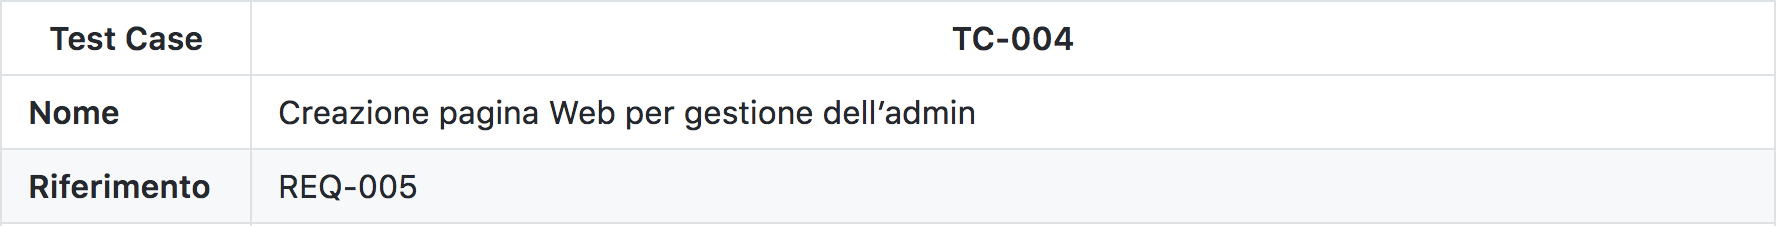 Test Case TC-004
Nome Creazione pagina Web per gestione dell’admin
Riferimento REQ-005